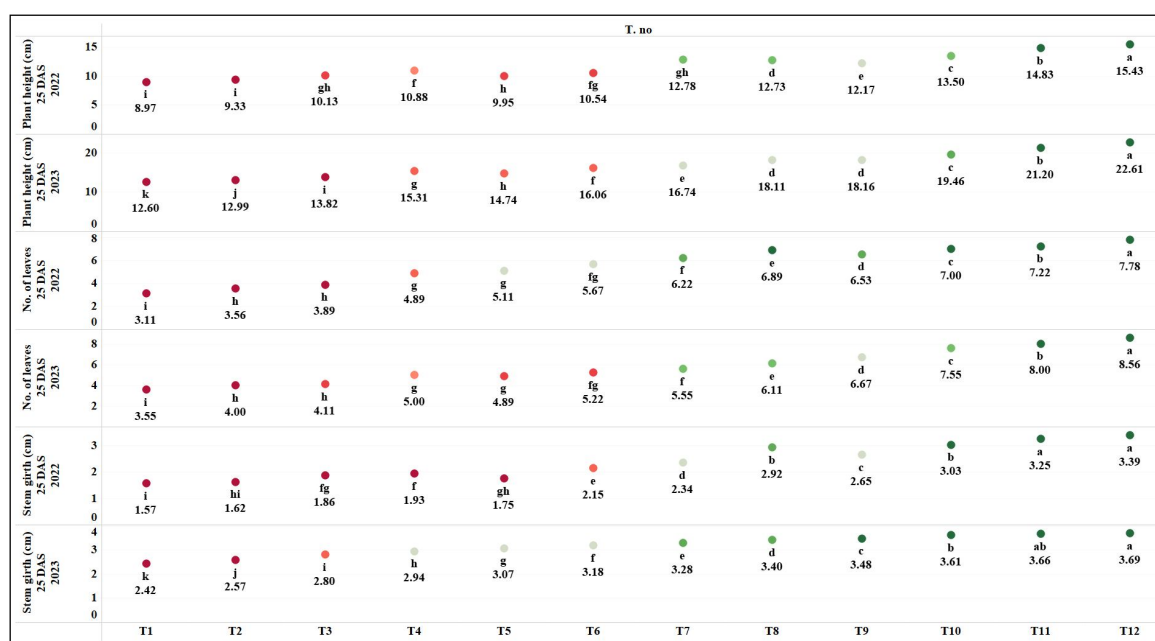 T. no
Plant height (cm)
25 DAS
2022
15
10
5
0
i
8.97
i
9.33
gh
10.13
f
10.88
h
9.95
fg
10.54
gh
12.78
d
12.73
e
12.17
c
13.50
b
14.83
a
15.43
Plant height (cm)
25 DAS
2023
20
10
0
k
12.60
j
12.99
i
13.82
g
15.31
h
14.74
f
16.06
e
16.74
d
18.11
d
18.16
c
19.46
b
21.20
a
22.61
No. of leaves
25 DAS
2022
8
6
4
2
0
i
3.11
h
3.56
h
3.89
g
4.89
g
5.11
fg
5.67
f
6.22
e
6.89
d
6.53
c
7.00
b
7.22
a
7.78
No. of leaves
25 DAS
2023
8
6
4
2
i
3.55
h
4.00
h
4.11
g
5.00
g
4.89
fg
5.22
f
5.55
e
6.11
d
6.67
c
7.55
b
8.00
a
8.56
Stem girth (cm)
25 DAS
2022
3
2
1
0
i
1.57
hi
1.62
fg
1.86
f
1.93
gh
1.75
e
2.15
d
2.34
b
2.92
c
2.65
b
3.03
a
3.25
a
3.39
Stem girth (cm)
25 DAS
2023
4
3
2
1
0
k
2.42
j
2.57
i
2.80
h
2.94
g
3.07
f
3.18
e
3.28
d
3.40
c
3.48
b
3.61
ab
3.66
a
3.69
T1 T2 T3 T4 T5 T6 T7 T8 T9 T10 T11 T12